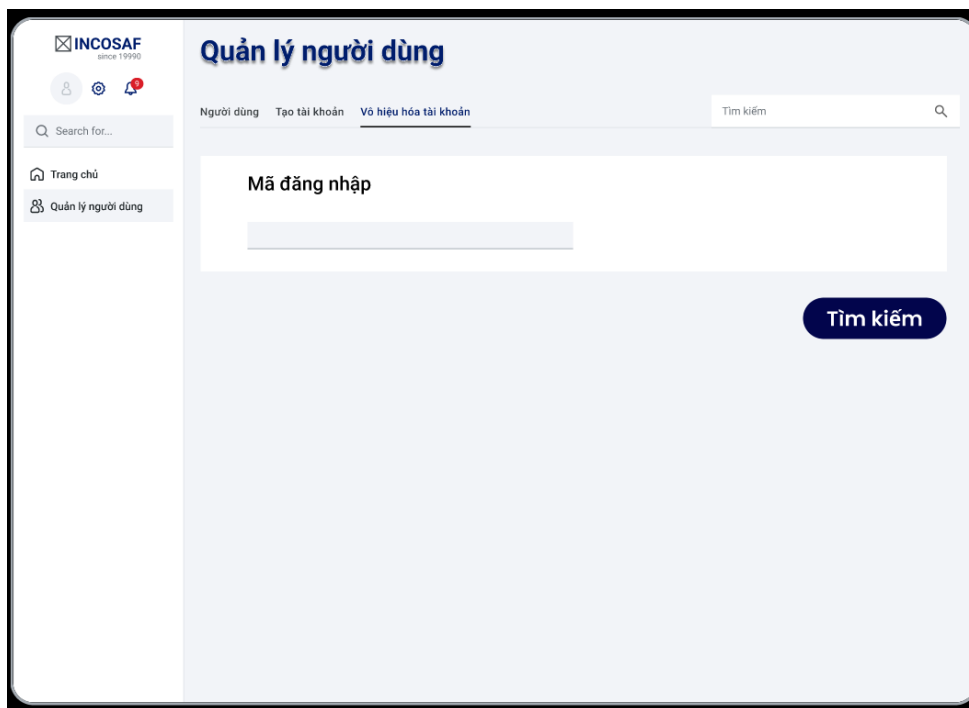 INCOSAF
since 19990
9
Search for...
Trang chủ
Quản lý người dùng
Quản lý người dùng
Người dùng Tạo tài khoản Vô hiệu hóa tài khoản
Tìm kiếm
Mã đăng nhập
Tìm kiếm